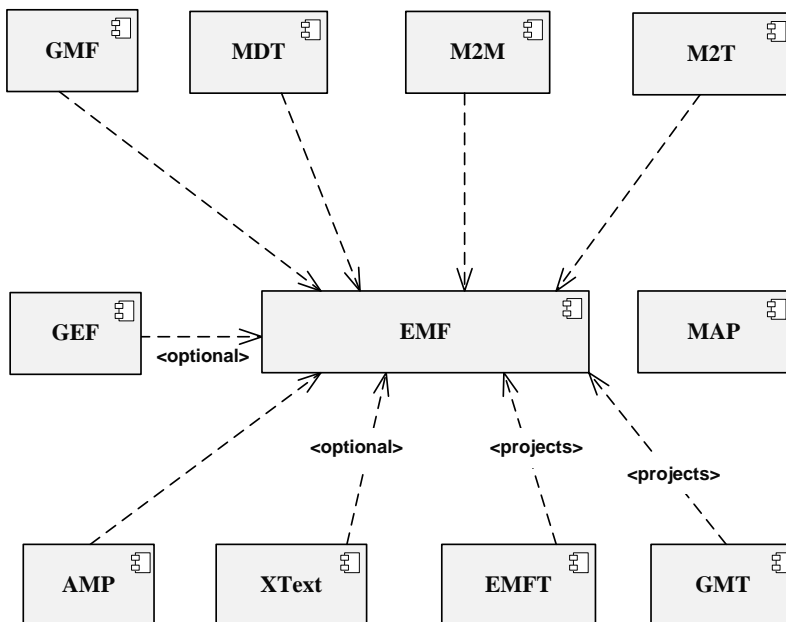 GMF
MDT
M2M
M2T
GEF
<optional>
EMF
MAP
<optional>
<projects>
<projects>
AMP
XText
EMFT
GMT